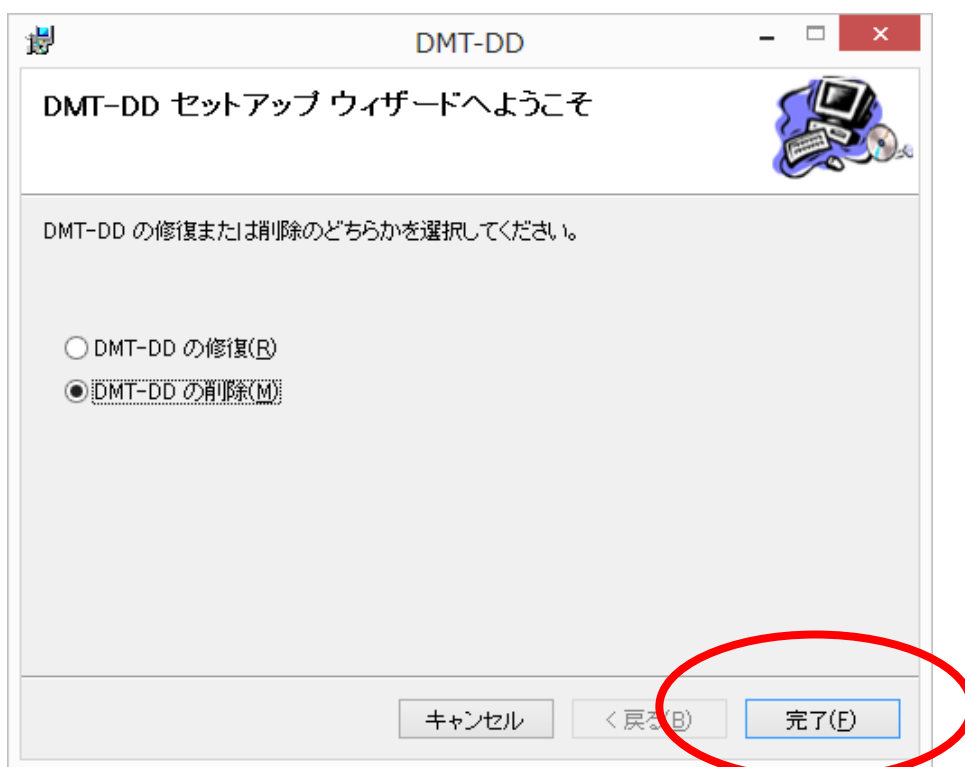 DMT-DD
DMT-DD セットアップ ウィザードへようこそ
DMT-DD の修復または削除のどちらかを選択してください。
DMT-DD の修復(R)
DMT-DD の削除(M)
キャンセル
< 戻る(B)
完了(F)